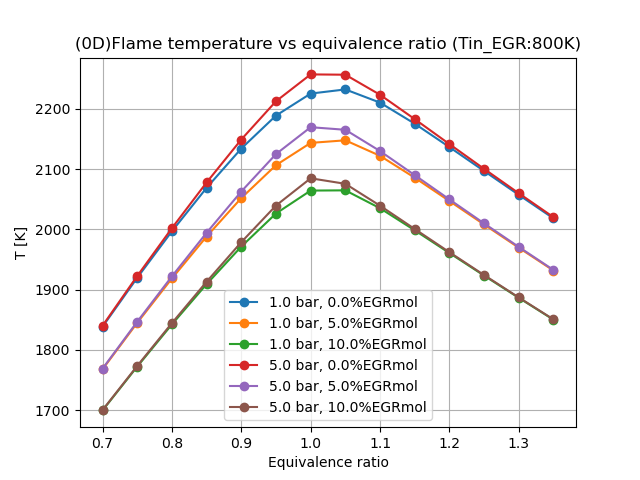 (0D)Flame temperature vs equivalence ratio (Tin_EGR:800K)
T [K]
2200
2100
2000
1900
1800
1700
1.0 bar, 0.0%EGRmol
1.0 bar, 5.0%EGRmol
1.0 bar, 10.0%EGRmol
5.0 bar, 0.0%EGRmol
5.0 bar, 5.0%EGRmol
5.0 bar, 10.0%EGRmol
0.7 0.8 0.9 1.0 1.1 1.2 1.3
Equivalence ratio